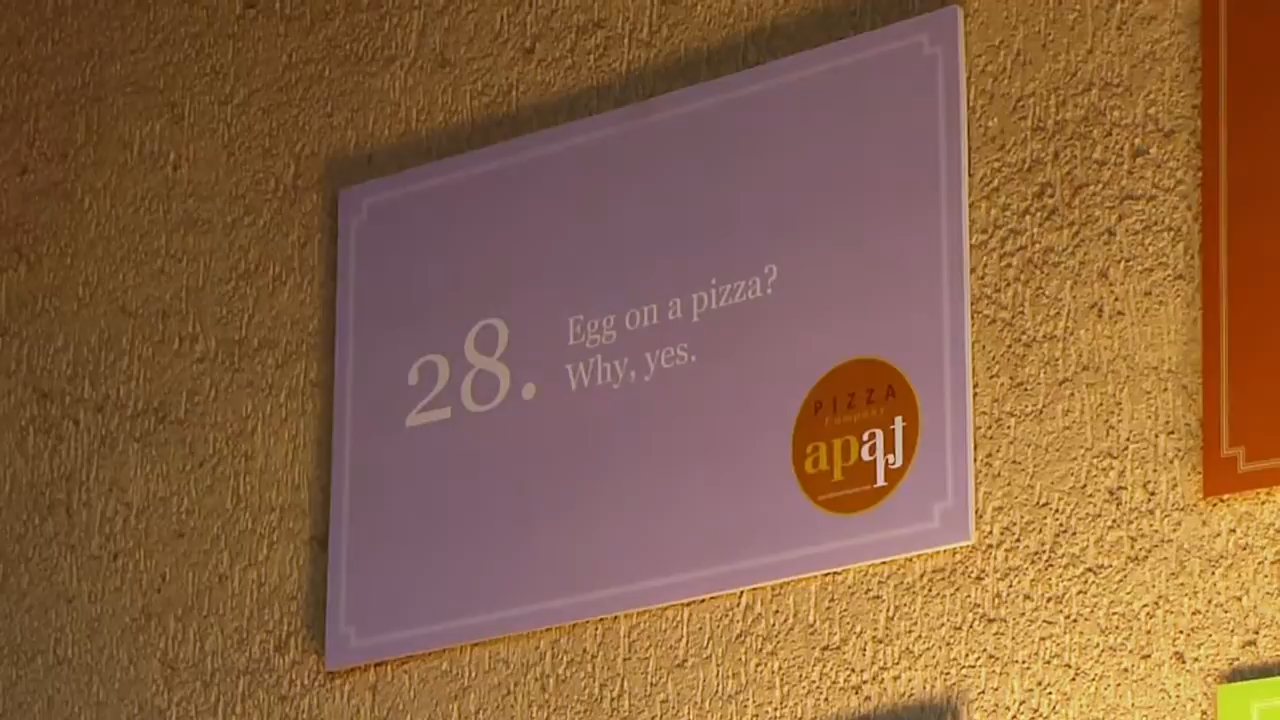 28.
Egg on a pizza?
Why, yes.
PIZZA
company
apart